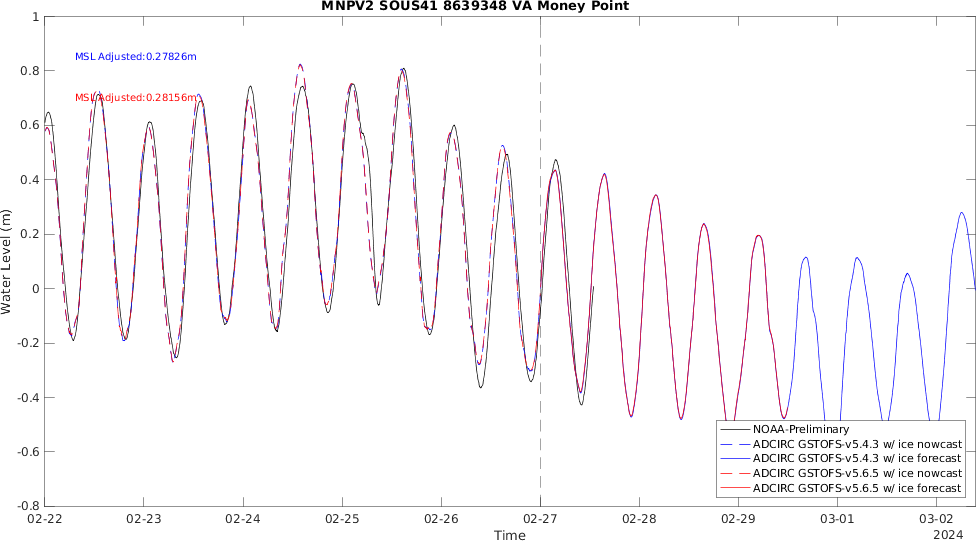 MNPV2 SOUS41 8639348 VA Money Point
1
0.8
0.6
0.4
0.2
0
-0.2
-0.4
-0.6
-0.8
Water Level (m)
MSL Adjusted:0.27826m
MSL Adjusted:0.28156m
NOAA-Preliminary
ADCIRC GSTOFS-v5.4.3 w/ ice nowcast
ADCIRC GSTOFS-v5.4.3 w/ ice forecast
ADCIRC GSTOFS-v5.6.5 w/ ice nowcast
ADCIRC GSTOFS-v5.6.5 w/ ice forecast
02-22 02-23 02-24 02-25 02-26 02-27 02-28 02-29 03-01 03-02
Time
2024